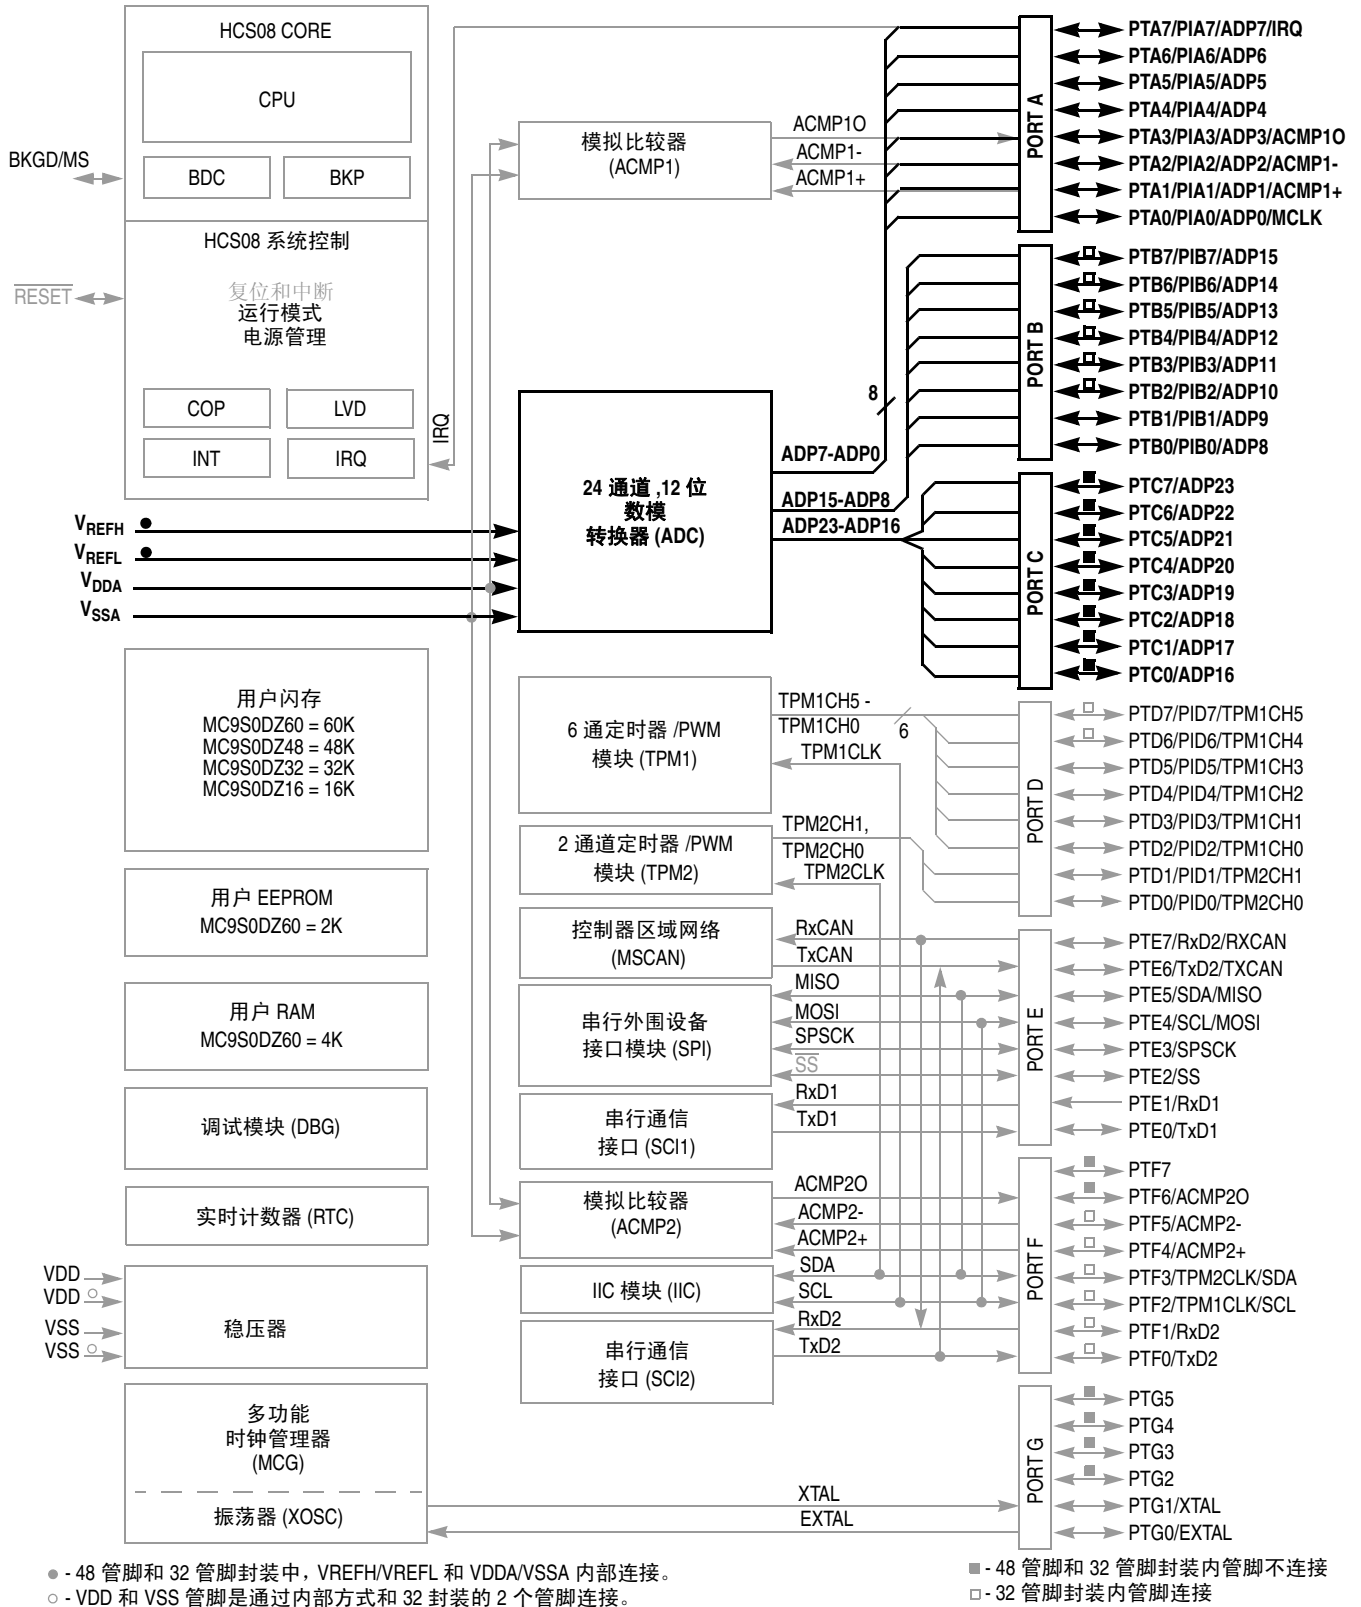 HCS08 CORE
CPU
BDC
BKP
BKGD/MS
HCS08 系统控制
RESET
复位和中断
运行模式
电源管理
COP
LVD
INT
IRQ
IRQ
VREFH
VREFL
VDDA
VSSA
用户闪存
MC9S0DZ60 = 60K
MC9S0DZ48 = 48K
MC9S0DZ32 = 32K
MC9S0DZ16 = 16K
用户 EEPROM
MC9S0DZ60 = 2K
用户 RAM
MC9S0DZ60 = 4K
调试模块 (DBG)
实时计数器 (RTC)
VDD
VDD
VSS
VSS
稳压器
多功能
时钟管理器
(MCG)
振荡器 (XOSC)
模拟比较器
(ACMP1)
ACMP1O
ACMP1-
ACMP1+
24 通道 ,12 位
数模
转换器 (ADC)
8
ADP7-ADP0
ADP15-ADP8
ADP23-ADP16
6 通定时器 /PWM
模块 (TPM1)
TPM1CH5 -
TPM1CH0
6
TPM1CLK
2 通道定时器 /PWM
模块 (TPM2)
TPM2CH1,
TPM2CH0
TPM2CLK
控制器区域网络
(MSCAN)
RxCAN
TxCAN
串行外围设备
接口模块 (SPI)
MISO
MOSI
SPSCK
SS
串行通信
接口 (SCI1)
RxD1
TxD1
模拟比较器
(ACMP2)
ACMP2O
ACMP2-
ACMP2+
IIC 模块 (IIC)
SDA
SCL
串行通信
接口 (SCI2)
RxD2
TxD2
XTAL
EXTAL
PORT A
PTA7/PIA7/ADP7/IRQ
PTA6/PIA6/ADP6
PTA5/PIA5/ADP5
PTA4/PIA4/ADP4
PTA3/PIA3/ADP3/ACMP1O
PTA2/PIA2/ADP2/ACMP1-
PTA1/PIA1/ADP1/ACMP1+
PTA0/PIA0/ADP0/MCLK
PORT B
PTB7/PIB7/ADP15
PTB6/PIB6/ADP14
PTB5/PIB5/ADP13
PTB4/PIB4/ADP12
PTB3/PIB3/ADP11
PTB2/PIB2/ADP10
PTB1/PIB1/ADP9
PTB0/PIB0/ADP8
PORT C
PTC7/ADP23
PTC6/ADP22
PTC5/ADP21
PTC4/ADP20
PTC3/ADP19
PTC2/ADP18
PTC1/ADP17
PTC0/ADP16
PORT D
PTD7/PID7/TPM1CH5
PTD6/PID6/TPM1CH4
PTD5/PID5/TPM1CH3
PTD4/PID4/TPM1CH2
PTD3/PID3/TPM1CH1
PTD2/PID2/TPM1CH0
PTD1/PID1/TPM2CH1
PTD0/PID0/TPM2CH0
PORT E
PTE7/RxD2/RXCAN
PTE6/TxD2/TXCAN
PTE5/SDA/MISO
PTE4/SCL/MOSI
PTE3/SPSCK
PTE2/SS
PTE1/RxD1
PTE0/TxD1
PORT F
PTF7
PTF6/ACMP2O
PTF5/ACMP2-
PTF4/ACMP2+
PTF3/TPM2CLK/SDA
PTF2/TPM1CLK/SCL
PTF1/RxD2
PTF0/TxD2
PORT G
PTG5
PTG4
PTG3
PTG2
PTG1/XTAL
PTG0/EXTAL
● - 48 管脚和 32 管脚封装中，VREFH/VREFL 和 VDDA/VSSA 内部连接。
○ - VDD 和 VSS 管脚是通过内部方式和 32 封装的 2 个管脚连接。
■ - 48 管脚和 32 管脚封装内管脚不连接
□ - 32 管脚封装内管脚连接